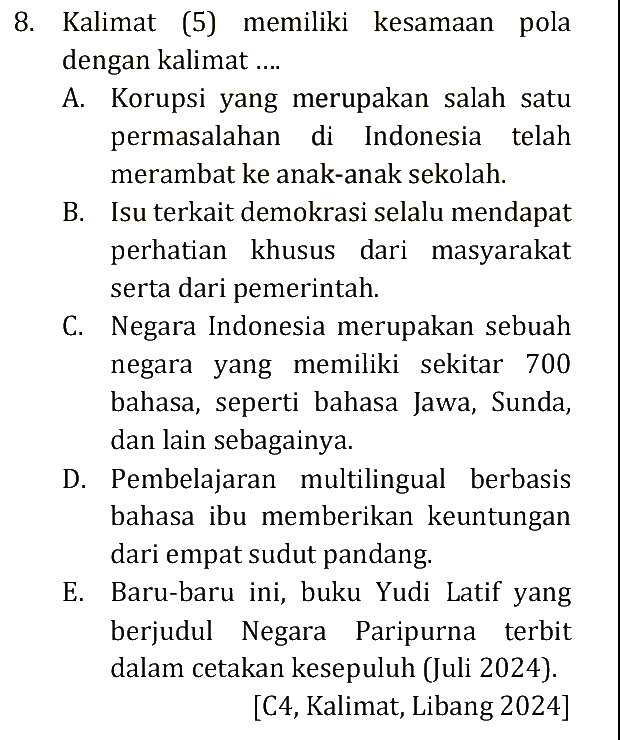 8. Kalimat (5) memiliki kesamaan pola
dengan kalimat ....
A. Korupsi yang merupakan salah satu
permasalahan di Indonesia telah
merambat ke anak-anak sekolah.
B. Isu terkait demokrasi selalu mendapat
perhatian khusus dari masyarakat
serta dari pemerintah.
C. Negara Indonesia merupakan sebuah
negara yang memiliki sekitar 700
bahasa, seperti bahasa Jawa, Sunda,
dan lain sebagainya.
D. Pembelajaran multilingual berbasis
bahasa ibu memberikan keuntungan
dari empat sudut pandang.
E. Baru-baru ini, buku Yudi Latif yang
berjudul Negara Paripurna terbit
dalam cetakan kesepuluh (Juli 2024).
[C4, Kalimat, Libang 2024]